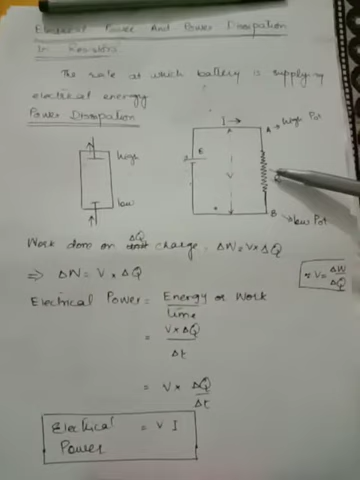 Electrical Power And Power Dissipation
In Resistors
The rate at which battery is supplying
electrical energy
Power Dissipation
I → A → High Pot
High
E
V
low
B → low Pot
Work done on ΔQ charge, ΔW = V × ΔQ
⇒ ΔW = V × ΔQ
∵ V = ΔW
ΔQ
Electrical Power = Energy or Work
time
= V × ΔQ
Δt
= V × ΔQ
Δt
Electrical = V I
Power